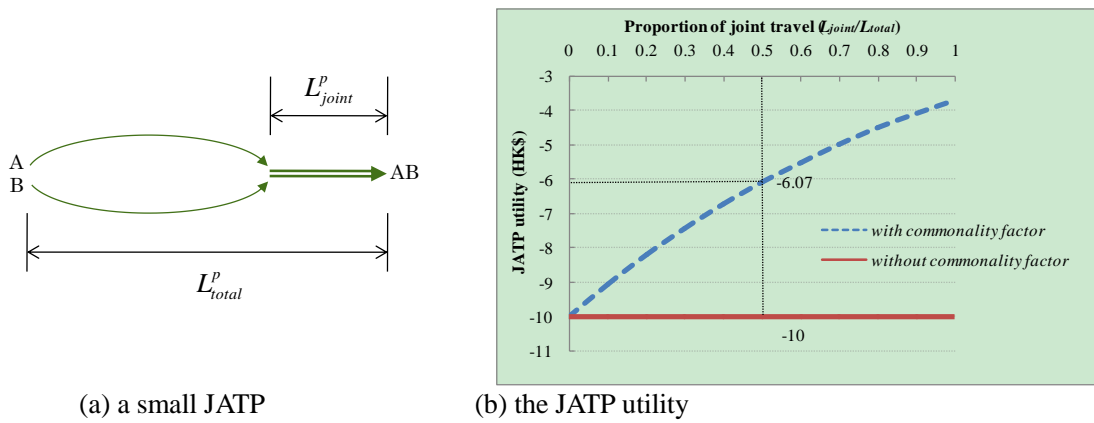 L^p_joint
A
B
AB
L^p_total
(a) a small JATP
Proportion of joint travel (L_joint/L_total)
0 0.1 0.2 0.3 0.4 0.5 0.6 0.7 0.8 0.9 1
JATP utility (HK$)
-3
-4
-5
-6
-7
-8
-9
-10
-11
-6.07
with commonality factor
without commonality factor
-10
(b) the JATP utility